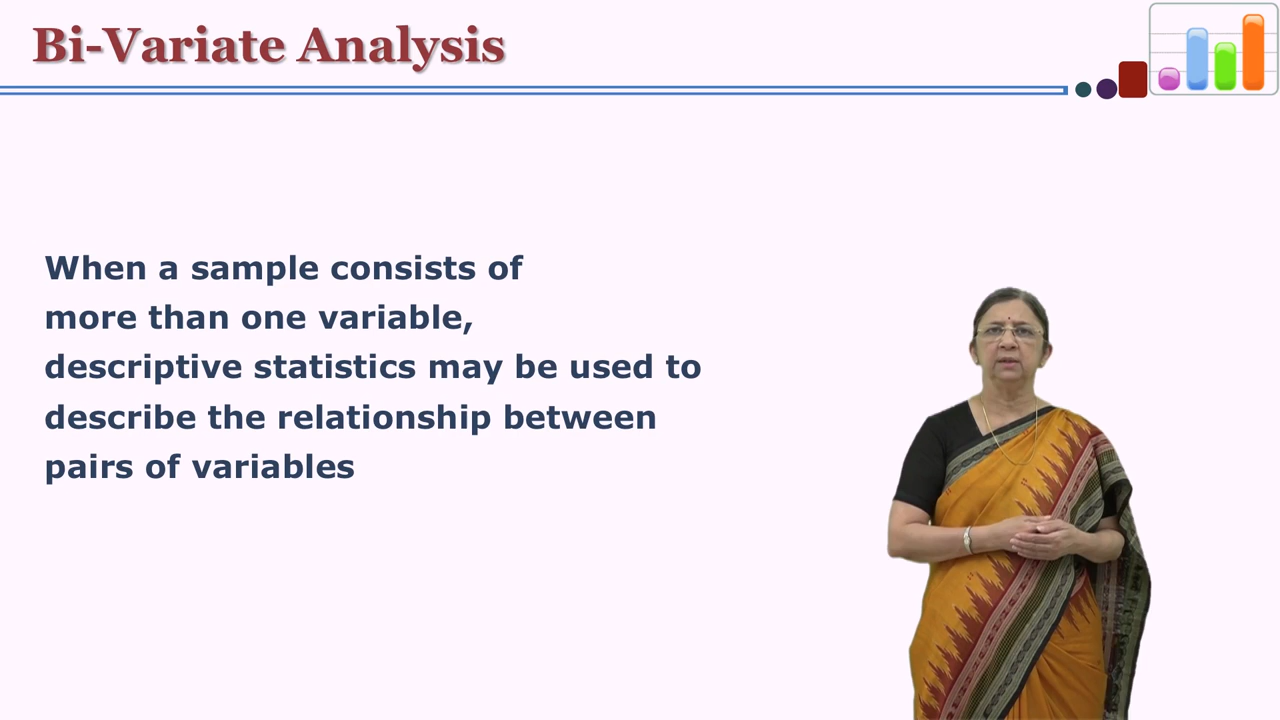 Bi-Variate Analysis
When a sample consists of
more than one variable,
descriptive statistics may be used to
describe the relationship between
pairs of variables